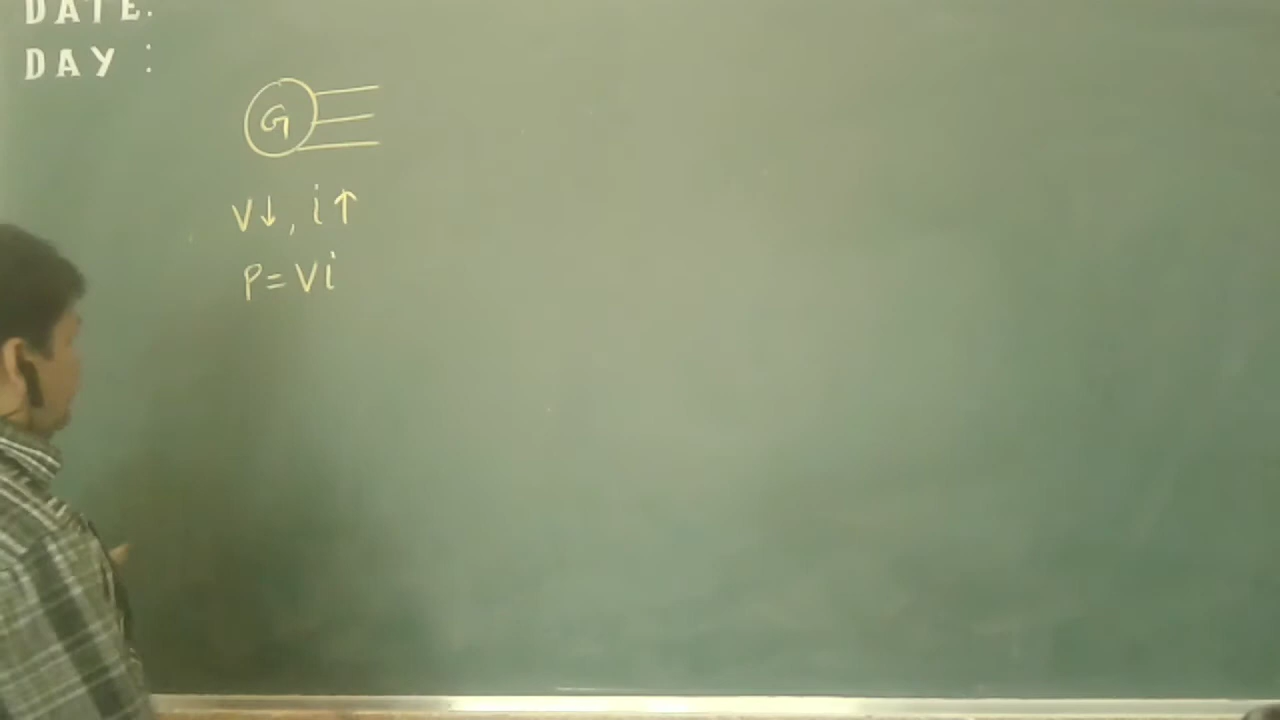 DATE:
DAY :
G
V↓, i↑
P=Vi